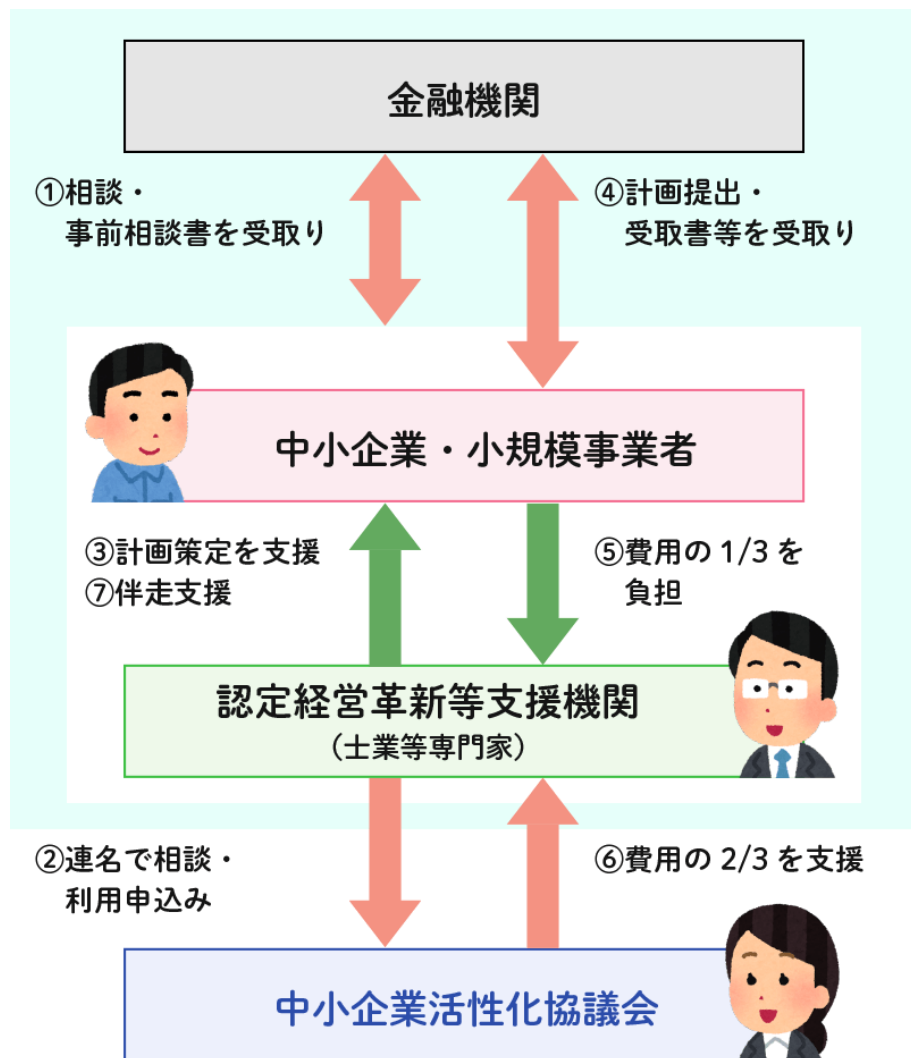 金融機関
①相談・
事前相談書を受取り
④計画提出・
受取書等を受取り
中小企業・小規模事業者
③計画策定を支援
⑦伴走支援
⑤費用の1/3を
負担
認定経営革新等支援機関
（士業等専門家）
②連名で相談・
利用申込み
⑥費用の2/3を支援
中小企業活性化協議会